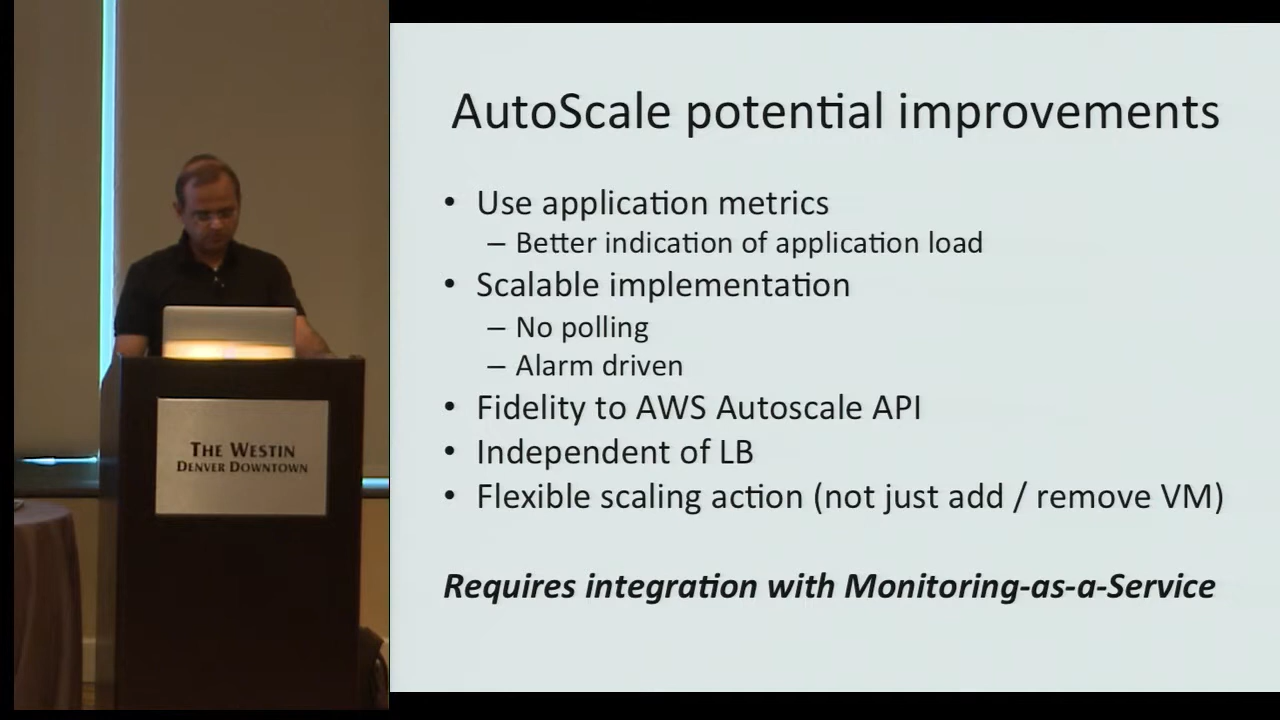 AutoScale potential improvements
• Use application metrics
– Better indication of application load
• Scalable implementation
– No polling
– Alarm driven
• Fidelity to AWS Autoscale API
• Independent of LB
• Flexible scaling action (not just add / remove VM)
Requires integration with Monitoring-as-a-Service
THE WESTIN
DENVER DOWNTOWN